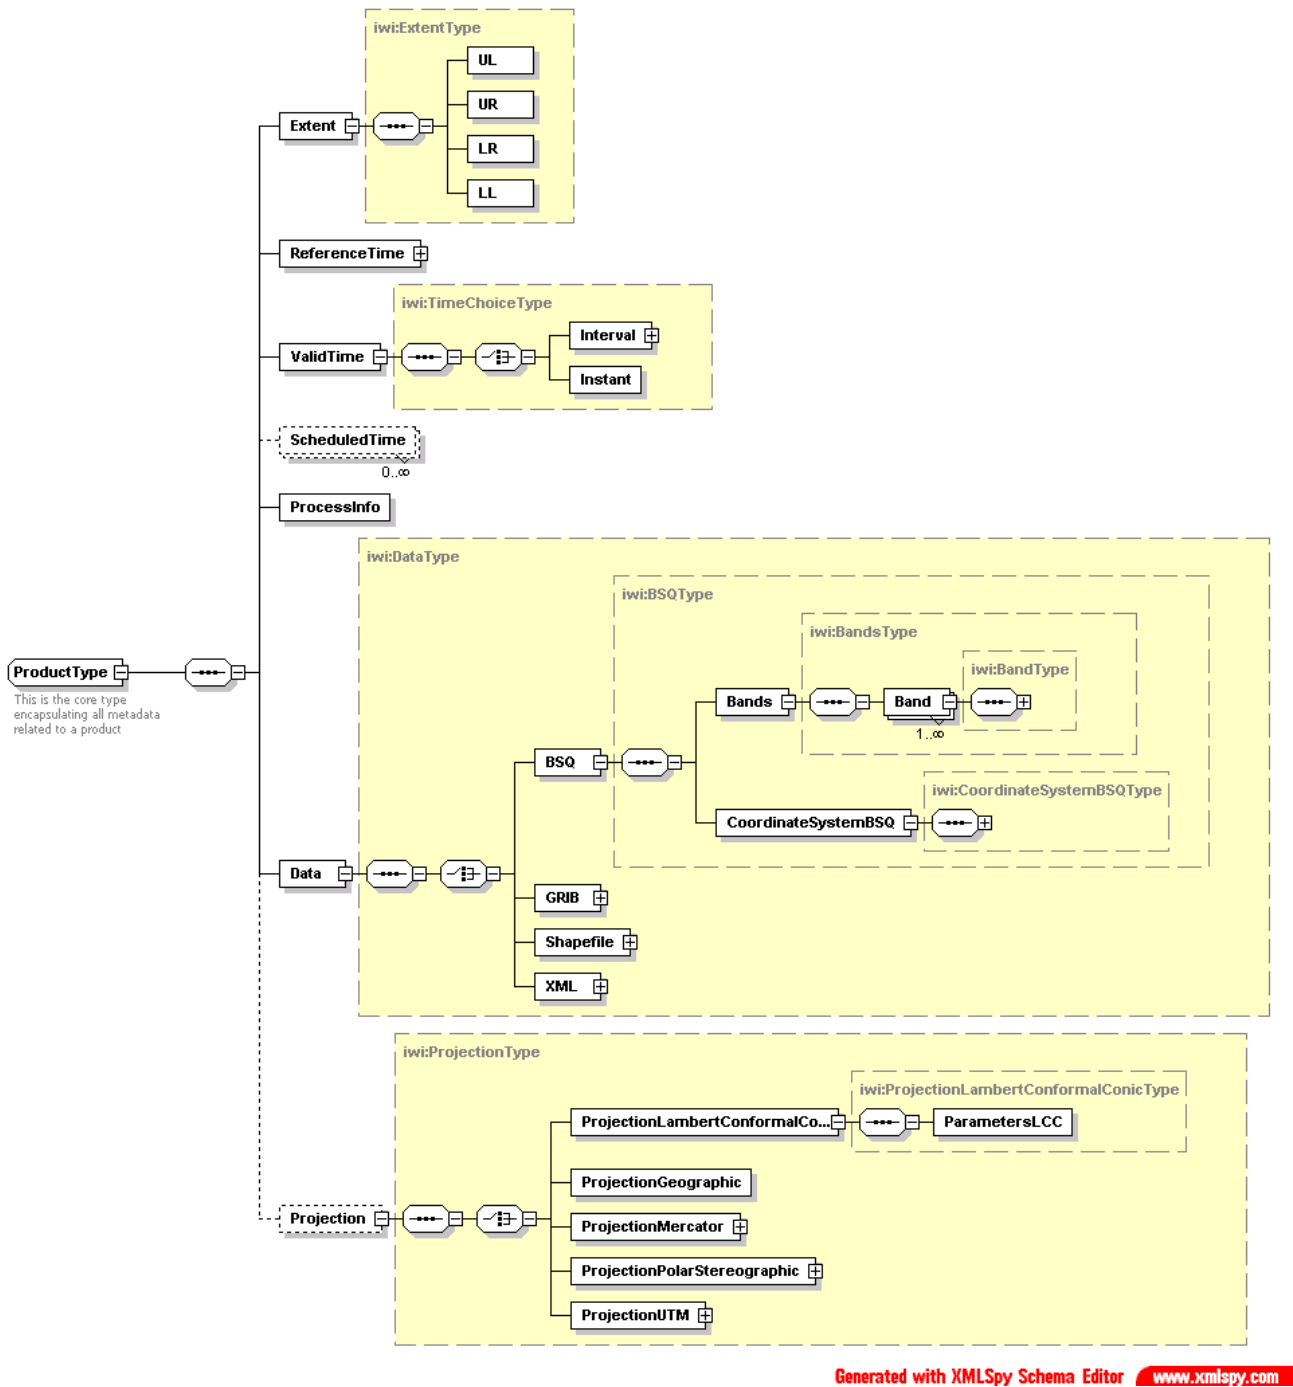 iwi:ExtentType
UL
UR
Extent
LR
LL
ReferenceTime
iwi:TimeChoiceType
Interval
ValidTime
Instant
ScheduledTime
0..∞
ProcessInfo
iwi:DataType
iwi:BSQType
iwi:BandsType
iwi:BandType
ProductType
This is the core type
encapsulating all metadata
related to a product
Bands
Band
1..∞
BSQ
iwi:CoordinateSystemBSQType
CoordinateSystemBSQ
Data
GRIB
Shapefile
XML
iwi:ProjectionType
iwi:ProjectionLambertConformalConicType
ProjectionLambertConformalCo...
ParametersLCC
ProjectionGeographic
Projection
ProjectionMercator
ProjectionPolarStereographic
ProjectionUTM
Generated with XMLSpy Schema Editor www.xmlspy.com